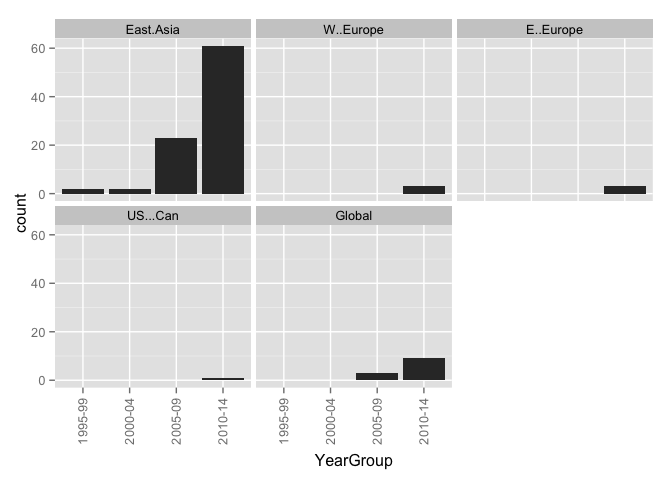 East.Asia
W..Europe
E..Europe
60
40
20
0
count
US...Can
Global
60
40
20
0
1995-99
2000-04
2005-09
2010-14
1995-99
2000-04
2005-09
2010-14
YearGroup